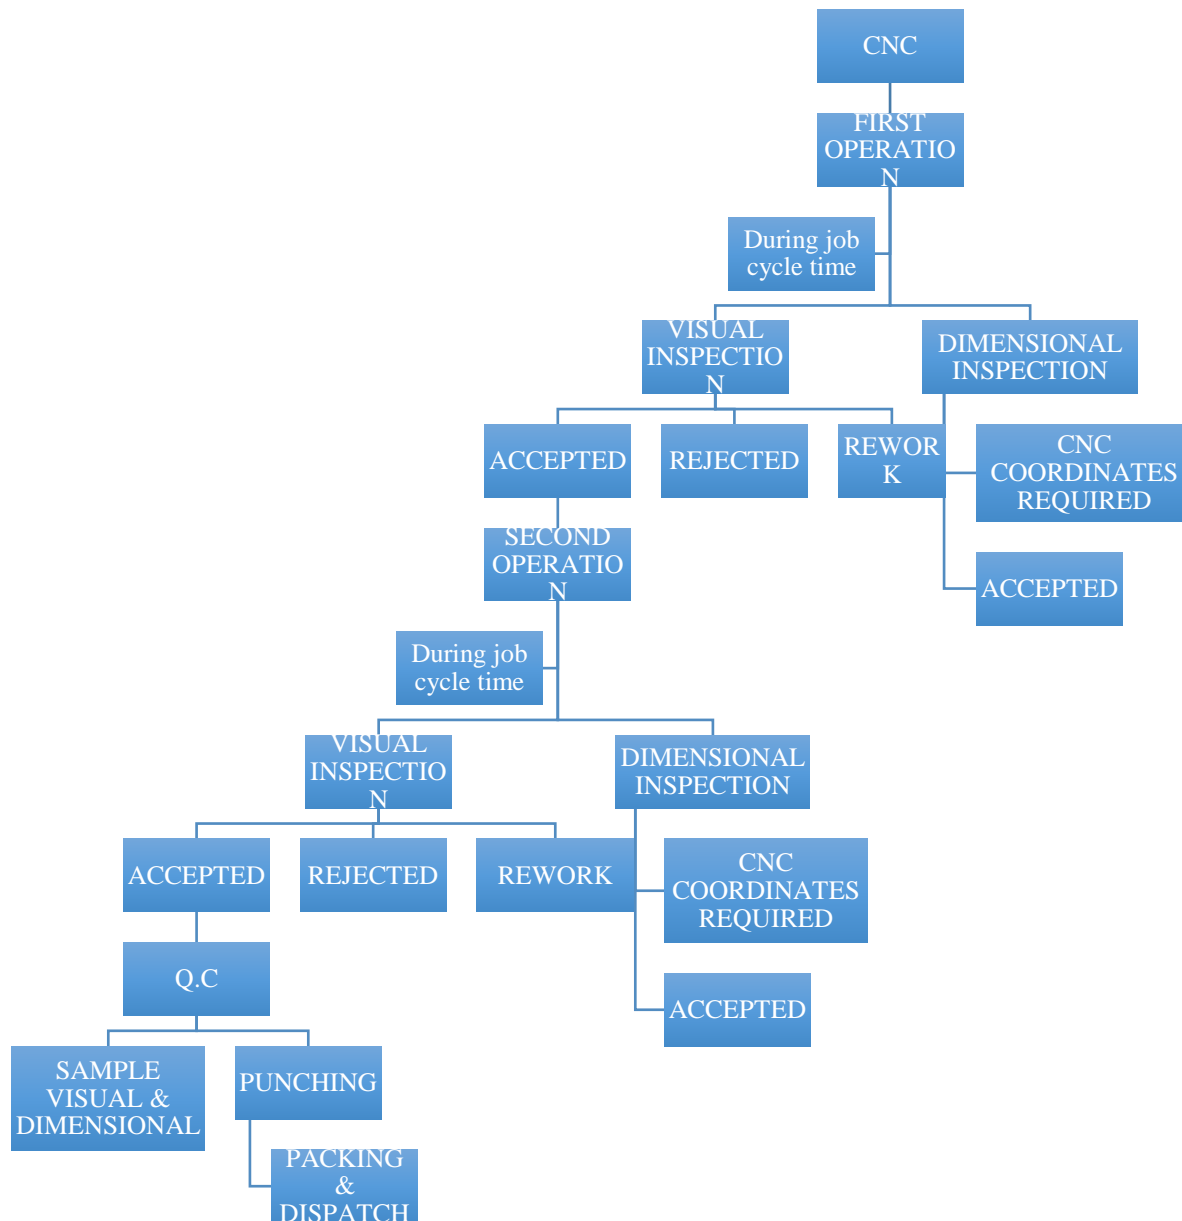 CNC
FIRST
OPERATIO
N
During job
cycle time
VISUAL
INSPECTIO
N
DIMENSIONAL
INSPECTION
ACCEPTED
REJECTED
REWOR
K
CNC
COORDINATES
REQUIRED
SECOND
OPERATIO
N
ACCEPTED
During job
cycle time
VISUAL
INSPECTIO
N
DIMENSIONAL
INSPECTION
ACCEPTED
REJECTED
REWORK
CNC
COORDINATES
REQUIRED
Q.C
ACCEPTED
SAMPLE
VISUAL &
DIMENSIONAL
PUNCHING
PACKING
&
DISPATCH